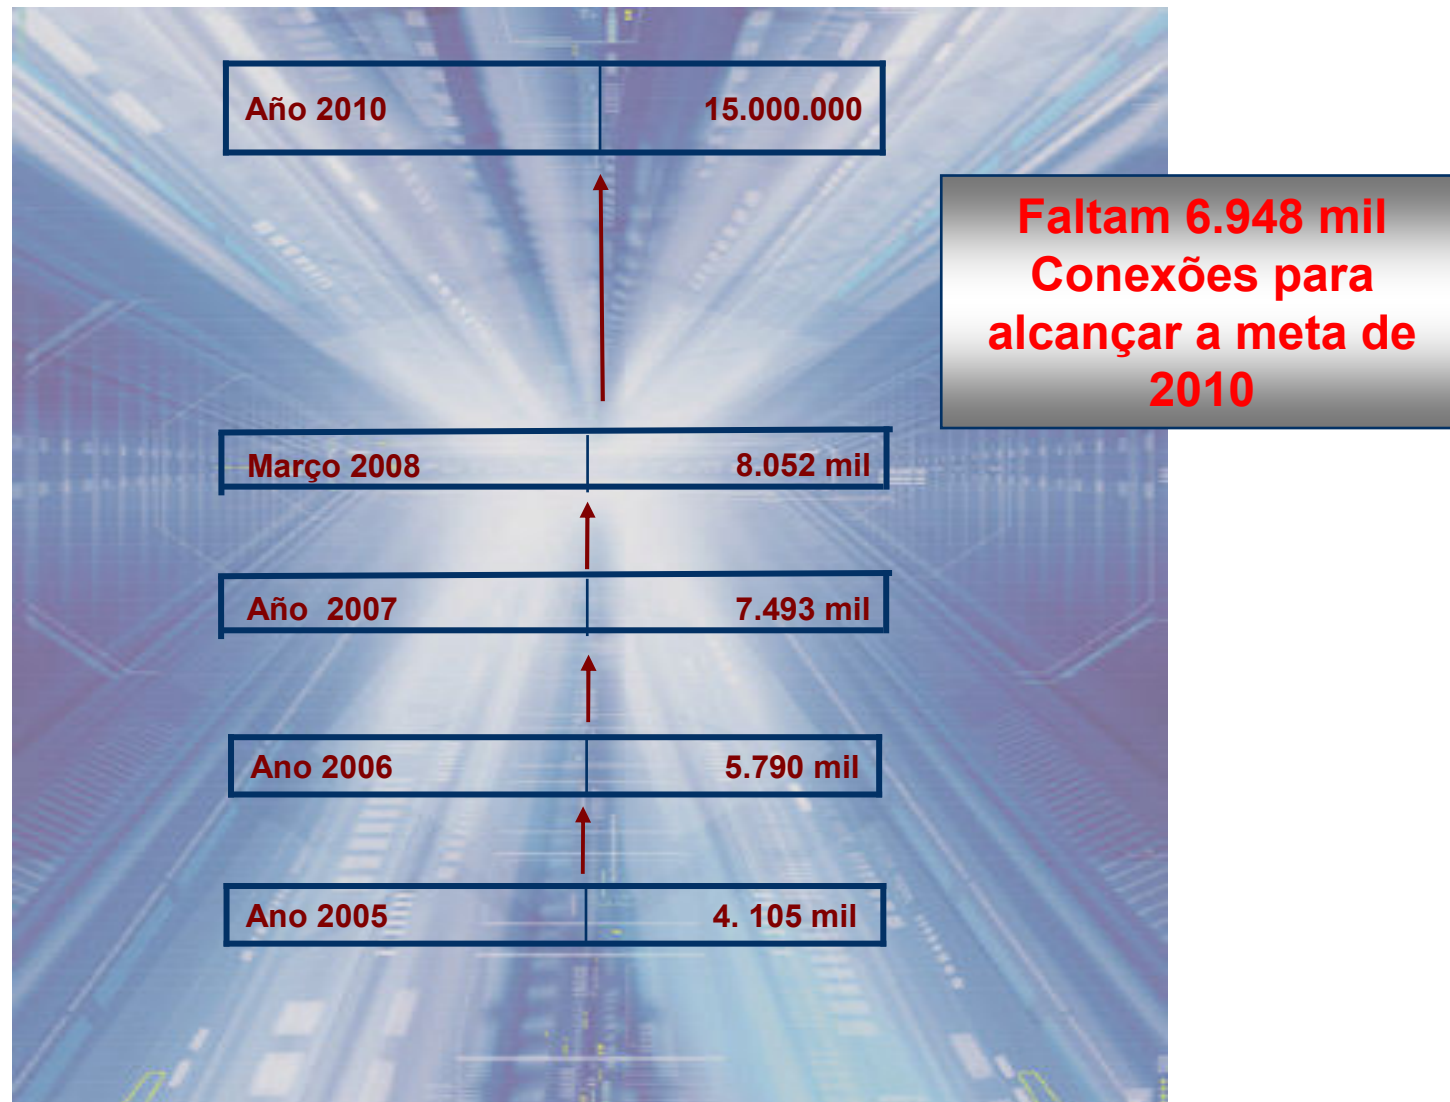 Año 2010 15.000.000
Faltam 6.948 mil
Conexões para
alcançar a meta de
2010
Março 2008 8.052 mil
Año 2007 7.493 mil
Ano 2006 5.790 mil
Ano 2005 4. 105 mil